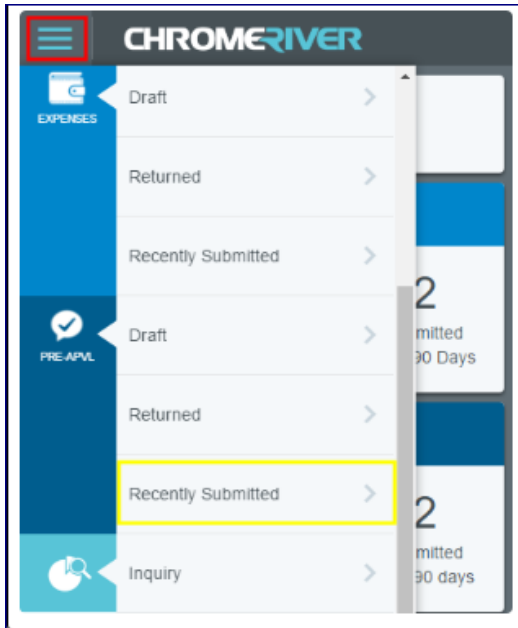 CHROMERIVER
EXPENSES
Draft
Returned
Recently Submitted
2
mitted
90 Days
PRE-APVL
Draft
Returned
Recently Submitted
2
mitted
90 days
Inquiry